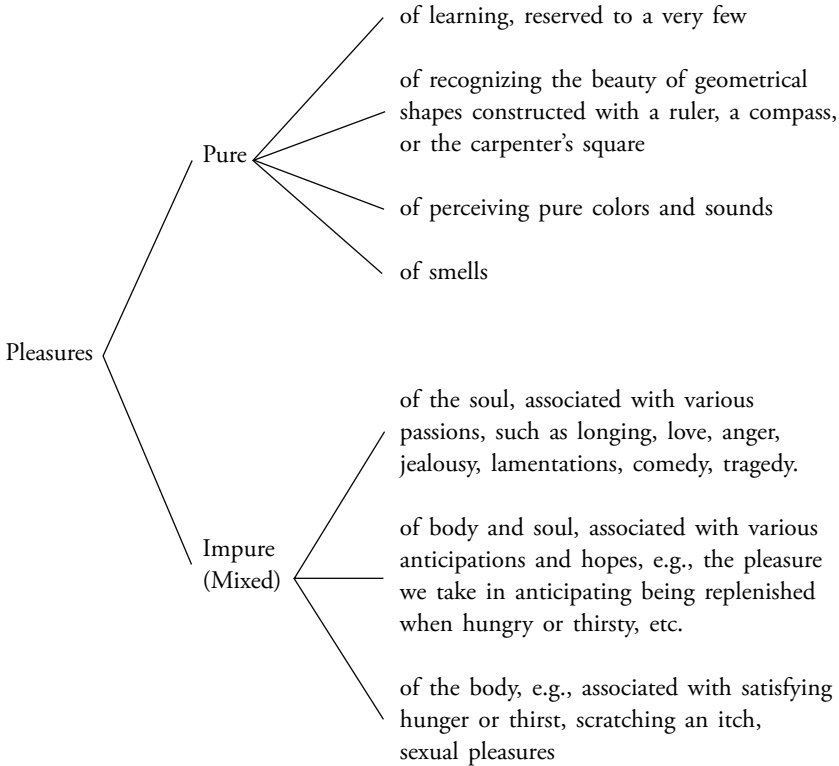 of learning, reserved to a very few
of recognizing the beauty of geometrical
shapes constructed with a ruler, a compass,
or the carpenter's square
Pure
of perceiving pure colors and sounds
of smells
Pleasures
of the soul, associated with various
passions, such as longing, love, anger,
jealousy, lamentations, comedy, tragedy.
of body and soul, associated with various
anticipations and hopes, e.g., the pleasure
we take in anticipating being replenished
when hungry or thirsty, etc.
Impure
(Mixed)
of the body, e.g., associated with satisfying
hunger or thirst, scratching an itch,
sexual pleasures